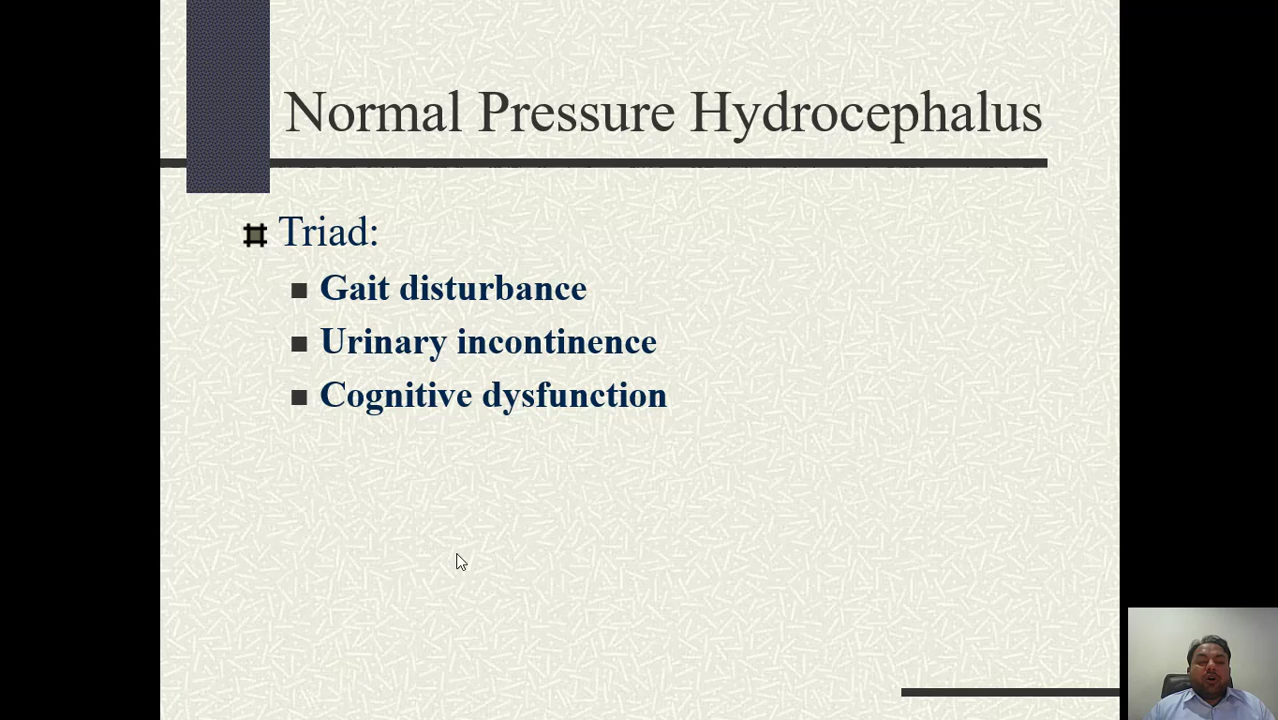 Normal Pressure Hydrocephalus
Triad:
Gait disturbance
Urinary incontinence
Cognitive dysfunction